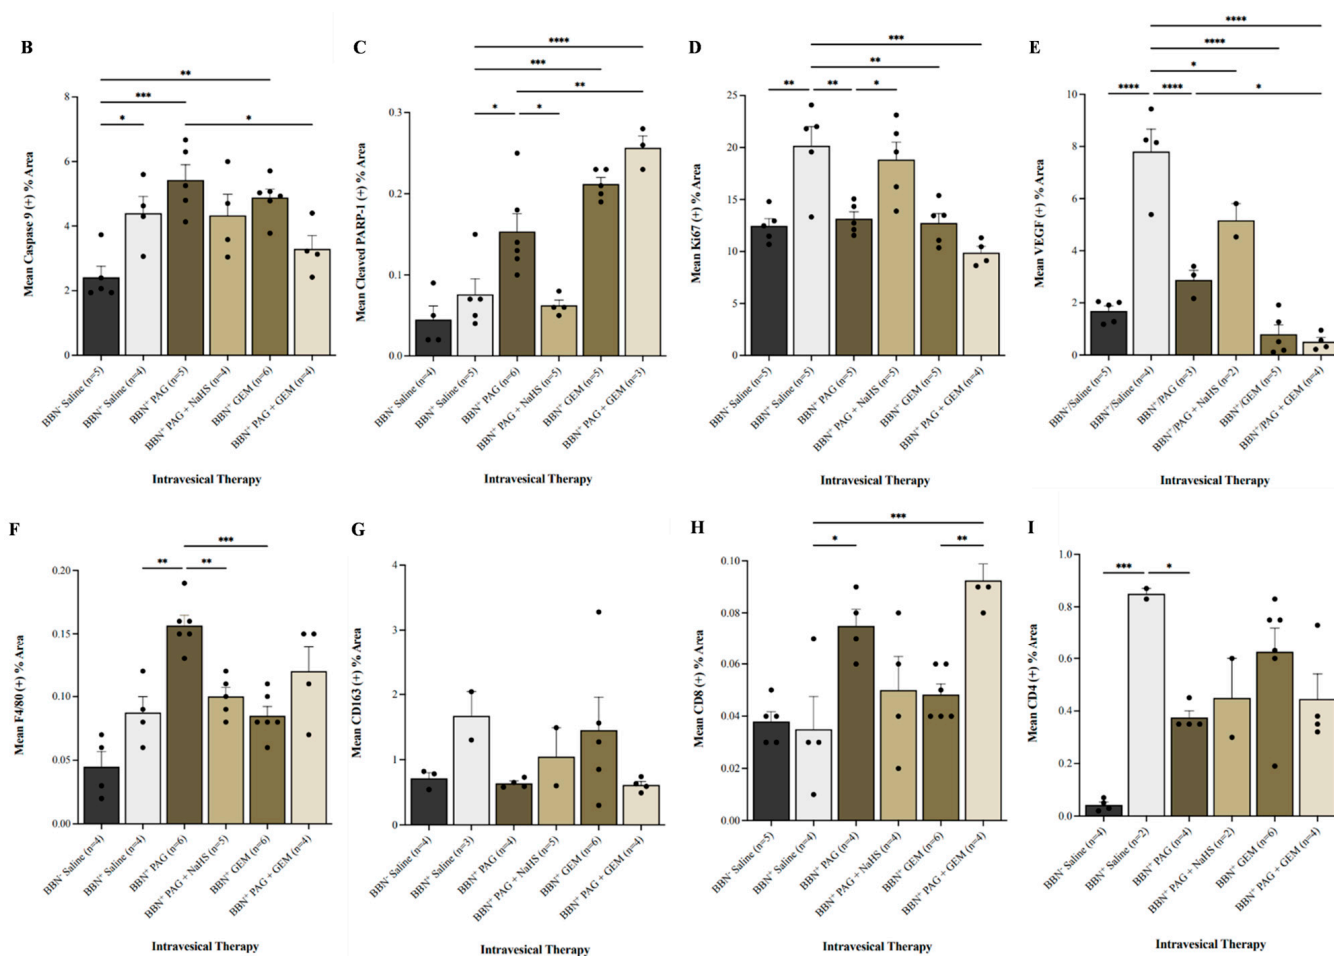 B
Mean Caspase 9 (+) % Area
8
6
4
2
0
*
***
**
*
BBN⁻ Saline (n=5)
BBN⁺ Saline (n=4)
BBN⁺ PAG (n=5)
BBN⁺ PAG + NaHS (n=4)
BBN⁺ GEM (n=6)
BBN⁺ PAG + GEM (n=4)
Intravesical Therapy
C
Mean Cleaved PARP-1 (+) % Area
0.3
0.2
0.1
0.0
****
***
**
*
*
BBN⁻ Saline (n=4)
BBN⁺ Saline (n=5)
BBN⁺ PAG (n=6)
BBN⁺ PAG + NaHS (n=4)
BBN⁺ GEM (n=5)
BBN⁺ PAG + GEM (n=3)
Intravesical Therapy
D
Mean Ki67 (+) % Area
25
20
15
10
5
0
***
**
**
**
*
BBN⁻ Saline (n=5)
BBN⁺ Saline (n=5)
BBN⁺ PAG (n=5)
BBN⁺ PAG + NaHS (n=5)
BBN⁺ GEM (n=5)
BBN⁺ PAG + GEM (n=4)
Intravesical Therapy
E
Mean VEGF (+) % Area
10
8
6
4
2
0
****
****
*
****
****
*
BBN⁻/Saline (n=5)
BBN⁺/Saline (n=4)
BBN⁺/PAG (n=3)
BBN⁺/PAG + NaHS (n=2)
BBN⁺/GEM (n=5)
BBN⁺/PAG + GEM (n=4)
Intravesical Therapy
F
Mean F4/80 (+) % Area
0.20
0.15
0.10
0.05
0.00
***
**
**
BBN⁻ Saline (n=4)
BBN⁺ Saline (n=4)
BBN⁺ PAG (n=6)
BBN⁺ PAG + NaHS (n=5)
BBN⁺ GEM (n=6)
BBN⁺ PAG + GEM (n=4)
Intravesical Therapy
G
Mean CD163 (+) % Area
4
3
2
1
0
BBN⁻ Saline (n=4)
BBN⁺ Saline (n=3)
BBN⁺ PAG (n=4)
BBN⁺ PAG + NaHS (n=5)
BBN⁺ GEM (n=6)
BBN⁺ PAG + GEM (n=4)
Intravesical Therapy
H
Mean CD8 (+) % Area
0.10
0.08
0.06
0.04
0.02
0.00
***
*
**
BBN⁻ Saline (n=5)
BBN⁺ Saline (n=4)
BBN⁺ PAG (n=4)
BBN⁺ PAG + NaHS (n=4)
BBN⁺ GEM (n=6)
BBN⁺ PAG + GEM (n=4)
Intravesical Therapy
I
Mean CD4 (+) % Area
1.0
0.8
0.6
0.4
0.2
0.0
***
*
BBN⁻ Saline (n=4)
BBN⁺ Saline (n=2)
BBN⁺ PAG (n=4)
BBN⁺ PAG + NaHS (n=2)
BBN⁺ GEM (n=6)
BBN⁺ PAG + GEM (n=4)
Intravesical Therapy